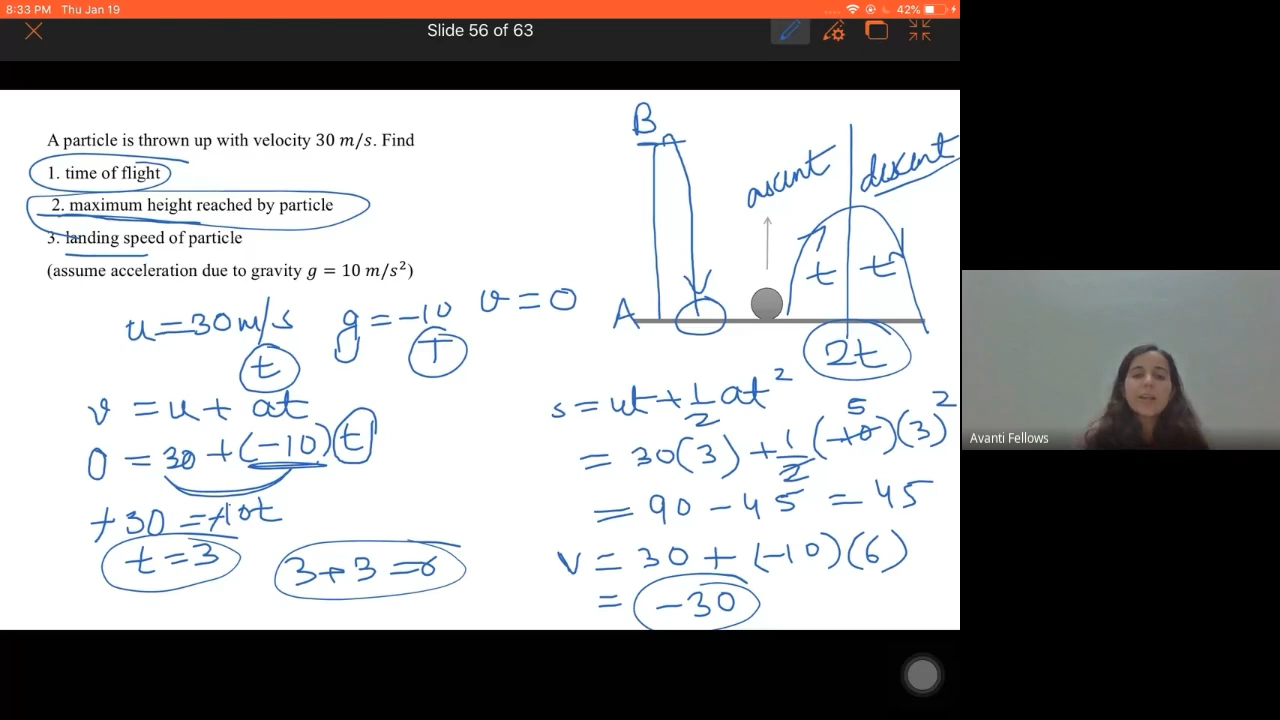 8:33 PM Thu Jan 19
42%
Slide 56 of 63
A particle is thrown up with velocity 30 m/s. Find
1. time of flight
2. maximum height reached by particle
3. landing speed of particle
(assume acceleration due to gravity g = 10 m/s²)
B
A
ascent
descent
t
t
2t
u = 30 m/s g = -10 v = 0
t T
v = u + at
0 = 30 + (-10)(t)
+30 = +10t
t = 3
3 + 3 = 6
s = ut + 1/2 at²
5
= 30(3) + 1/2 (-10)(3)²
= 90 - 45 = 45
v = 30 + (-10)(6)
= -30
Avanti Fellows